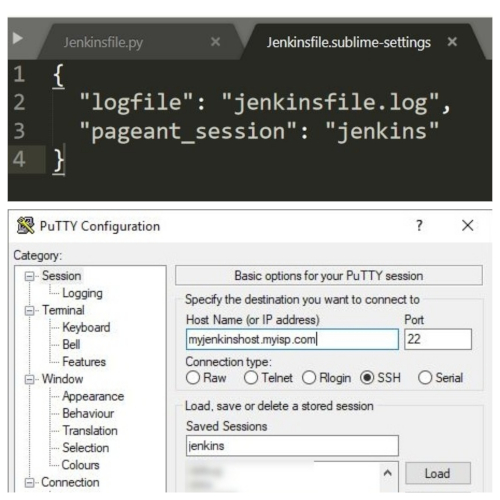 Jenkinsfile.py × Jenkinsfile.sublime-settings ×
1 {
2 "logfile": "jenkinsfile.log",
3 "pageant_session": "jenkins"
4 }
PuTTY Configuration ? ×
Category:
Session
Logging
Terminal
Keyboard
Bell
Features
Window
Appearance
Behaviour
Translation
Selection
Colours
Connection
Basic options for your PuTTY session
Specify the destination you want to connect to
Host Name (or IP address) Port
myjenkinshost.myisp.com 22
Connection type:
Raw Telnet Rlogin SSH Serial
Load, save or delete a stored session
Saved Sessions
jenkins
Load